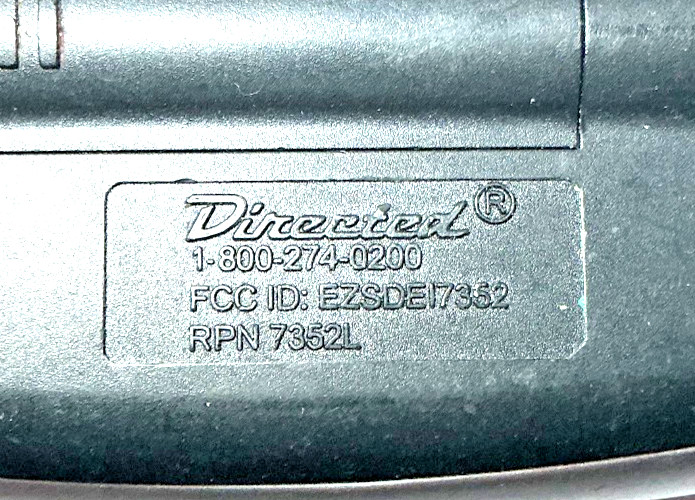 Directed®
1-800-274-0200
FCC ID: EZSDEI7352
RPN 7352L